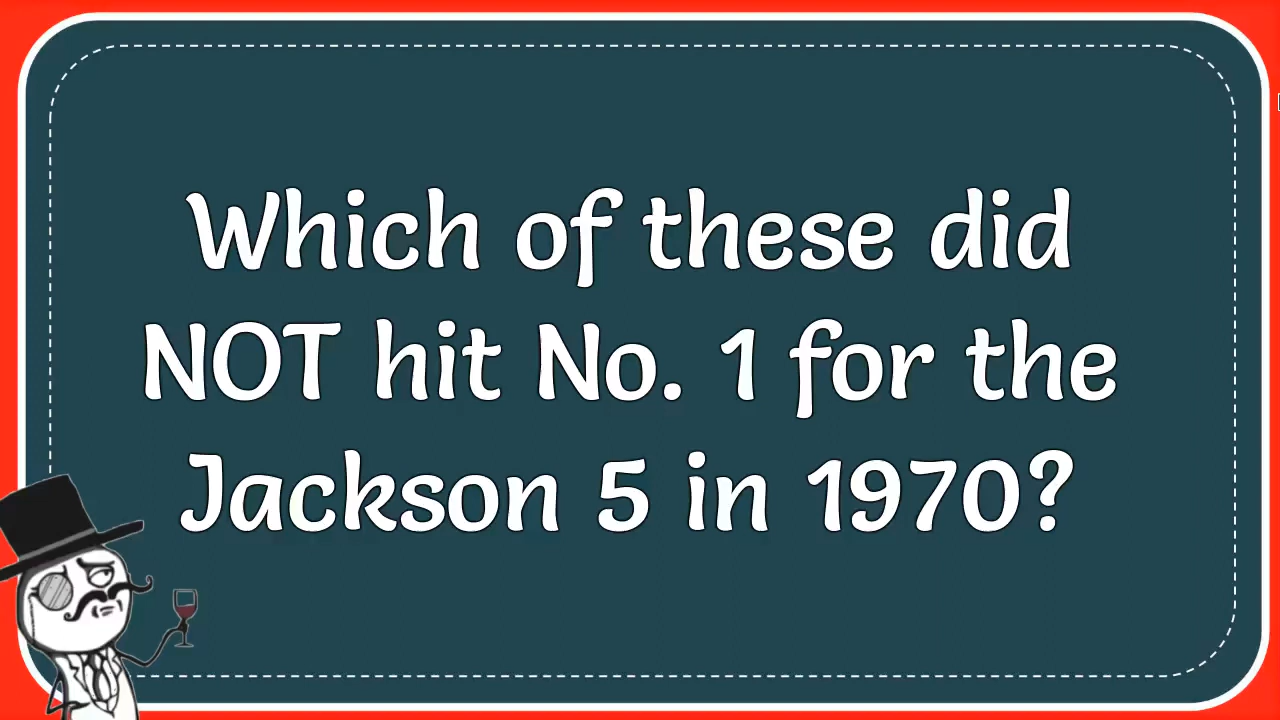 Which of these did
NOT hit No. 1 for the
Jackson 5 in 1970?